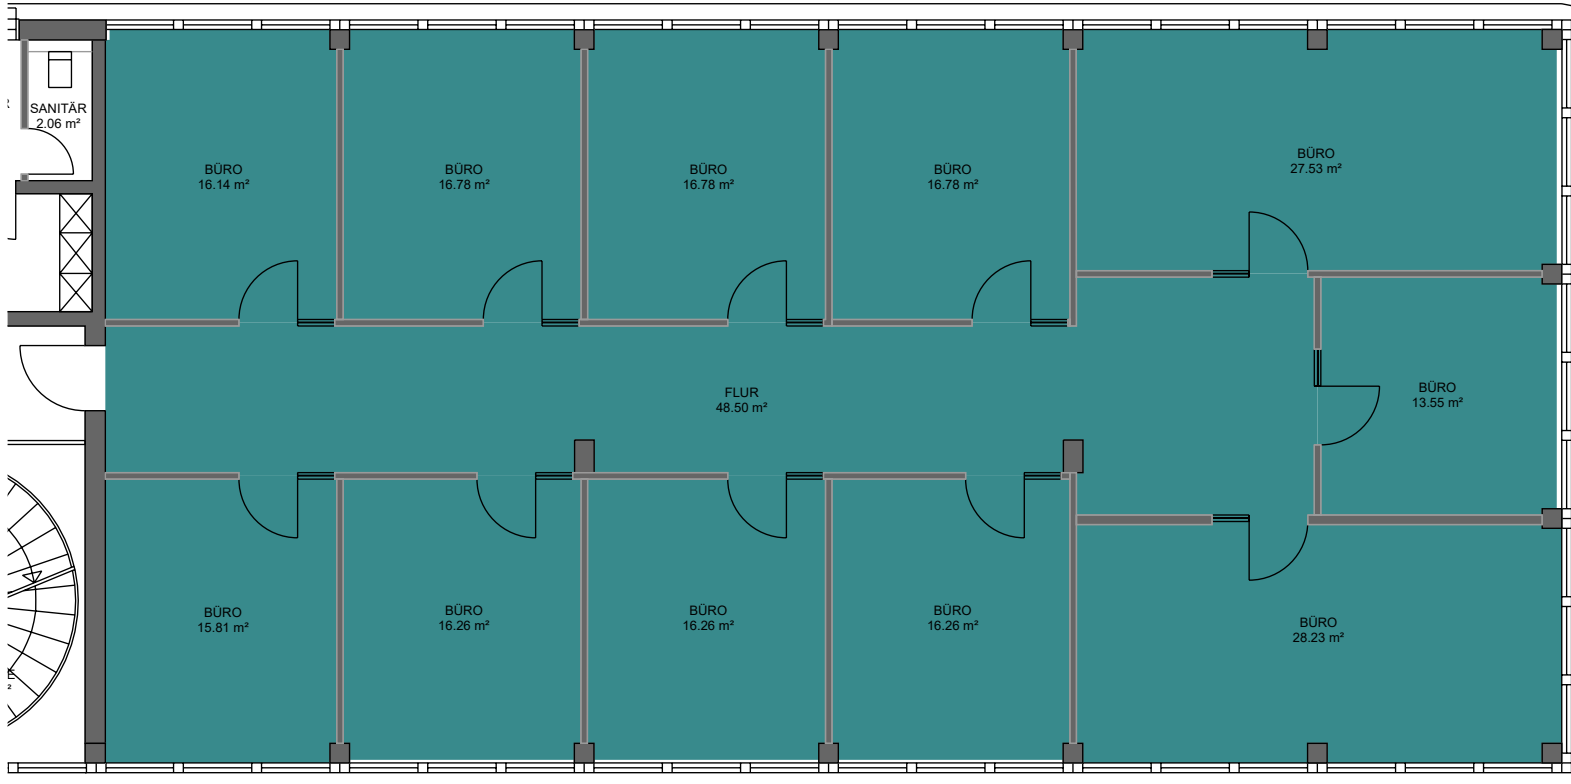 SANITÄR
2.06 m²
BÜRO
16.14 m²
BÜRO
16.78 m²
BÜRO
16.78 m²
BÜRO
16.78 m²
BÜRO
27.53 m²
FLUR
48.50 m²
BÜRO
13.55 m²
BÜRO
15.81 m²
BÜRO
16.26 m²
BÜRO
16.26 m²
BÜRO
16.26 m²
BÜRO
28.23 m²